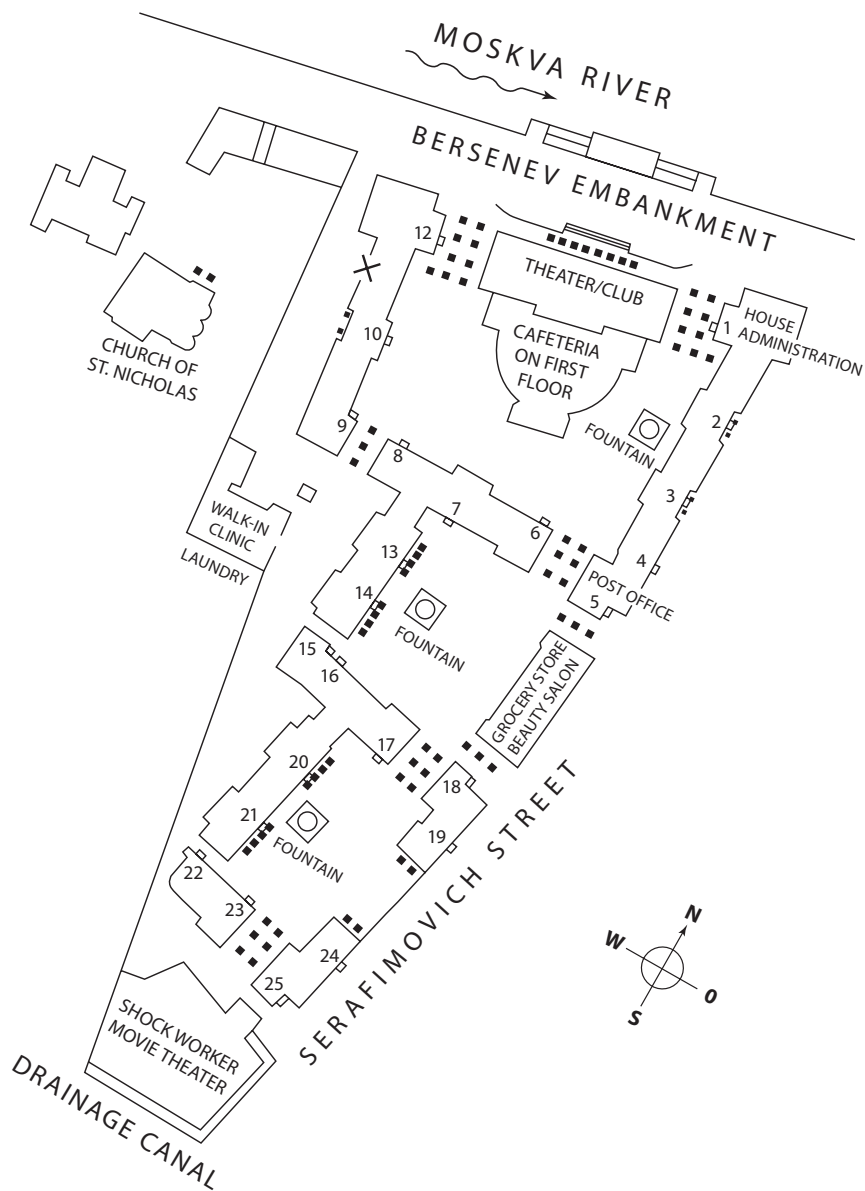 MOSKVA RIVER
BERSENEV EMBANKMENT
12
THEATER/CLUB
1
HOUSE
ADMINISTRATION
10
CAFETERIA
ON FIRST
FLOOR
CHURCH OF
ST. NICHOLAS
9
2
FOUNTAIN
8
3
7
6
WALK-IN
CLINIC
LAUNDRY
13
4
POST OFFICE
5
14
FOUNTAIN
15
16
GROCERY STORE
BEAUTY SALON
17
20
18
21
19
FOUNTAIN
22
23
SERAFIMOVICH STREET
24
25
N
W
O
S
SHOCK WORKER
MOVIE THEATER
DRAINAGE CANAL